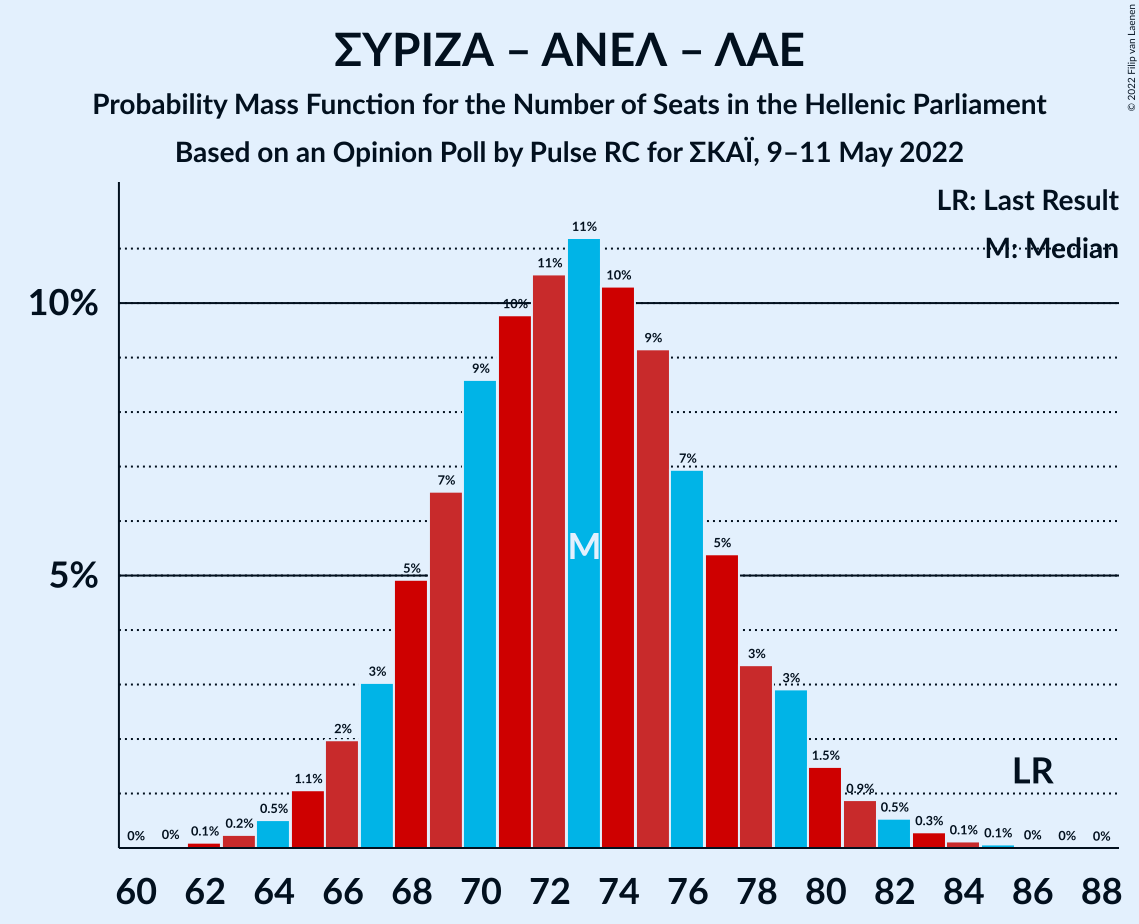 ΣΥΡΙΖΑ – ΑΝΕΛ – ΛΑΕ
Probability Mass Function for the Number of Seats in the Hellenic Parliament
Based on an Opinion Poll by Pulse RC for ΣΚΑΪ, 9–11 May 2022
© 2022 Filip van Laenen
LR: Last Result
M: Median
10%
5%
0% 0% 0.1% 0.2% 0.5% 1.1% 2% 3% 5% 7% 9% 10% 11% 11% 10% 9% 7% 5% 3% 3% 1.5% 0.9% 0.5% 0.3% 0.1% 0.1% 0% 0% 0%
M
LR
60 62 64 66 68 70 72 74 76 78 80 82 84 86 88